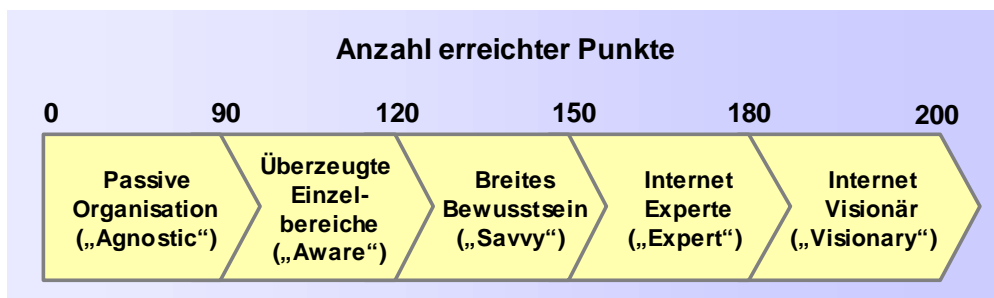 Anzahl erreichter Punkte
0 90 120 150 180 200
Passive
Organisation
(„Agnostic“)
Überzeugte
Einzel-
bereiche
(„Aware“)
Breites
Bewusstsein
(„Savvy“)
Internet
Experte
(„Expert“)
Internet
Visionär
(„Visionary“)